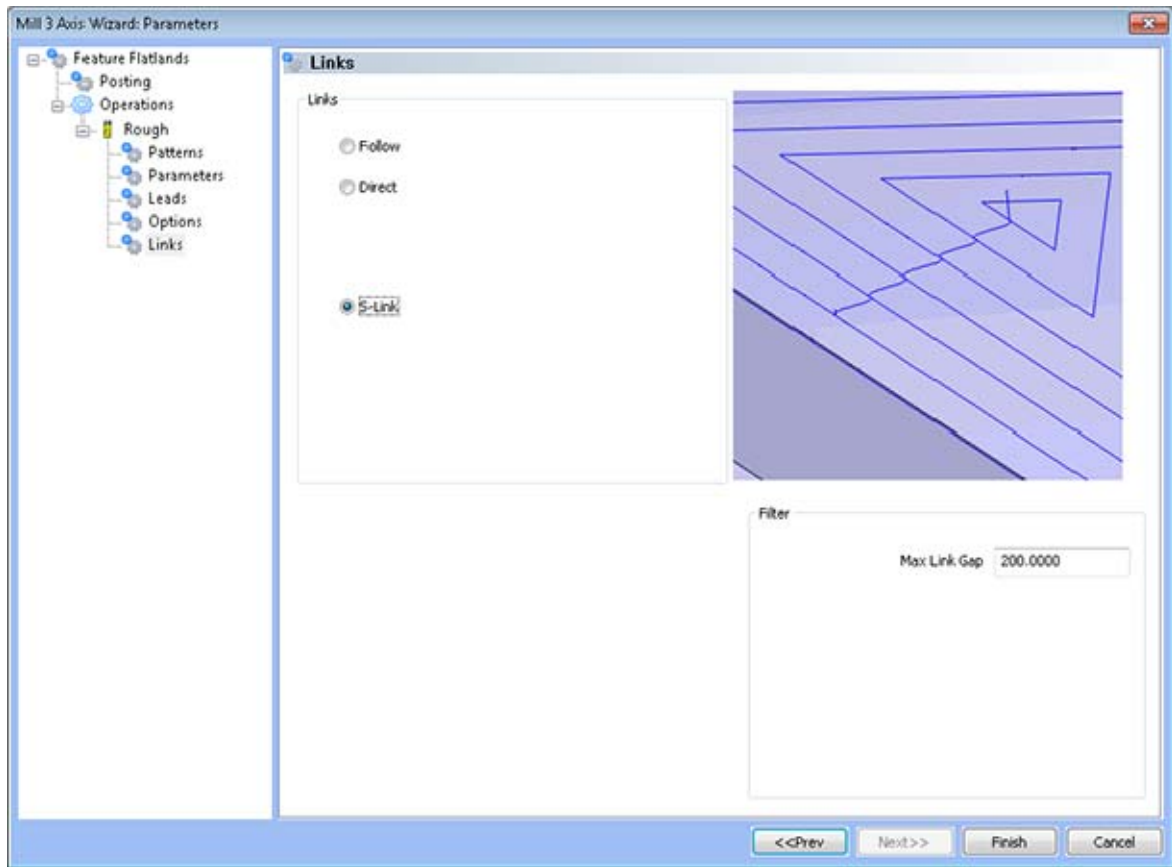 Mill 3 Axis Wizard: Parameters
Feature Flatlands
Posting
Operations
Rough
Patterns
Parameters
Leads
Options
Links
Links
Links
Follow
Direct
S-Link
Filter
Max Link Gap 200.0000
<<Prev Next>> Finish Cancel